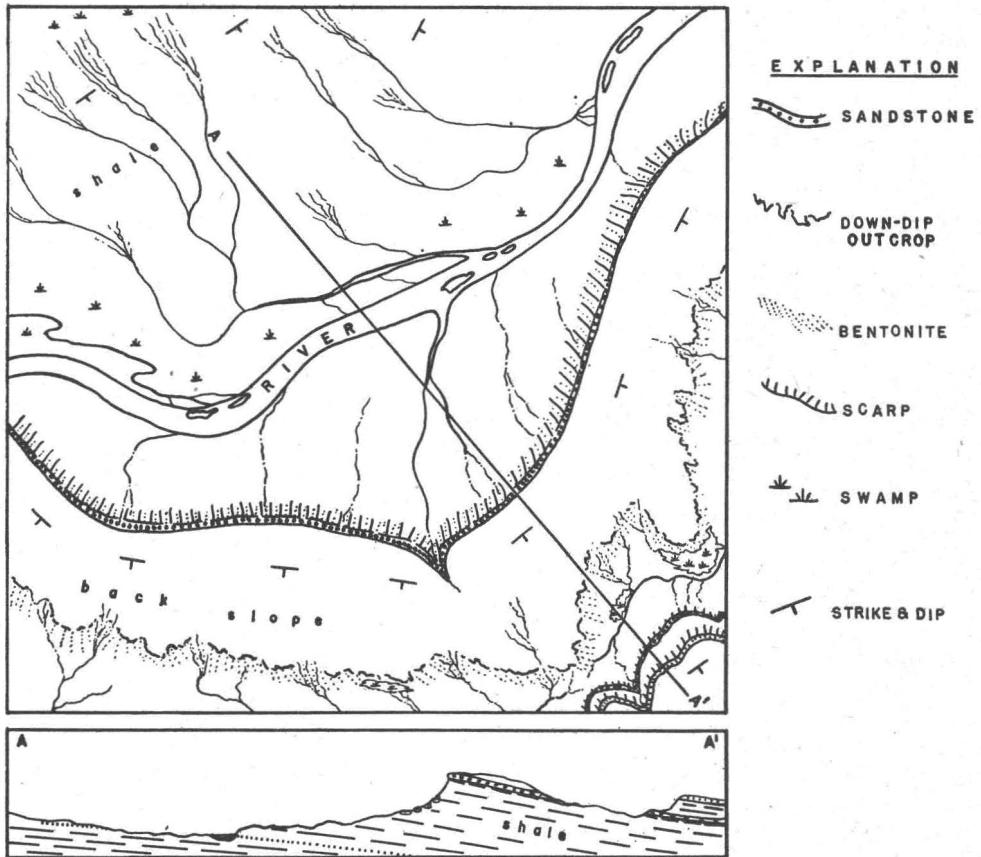 A
shale
RIVER
back slope
A'
A
A'
shale
EXPLANATION
SANDSTONE
DOWN-DIP
OUTCROP
BENTONITE
SCARP
SWAMP
STRIKE & DIP